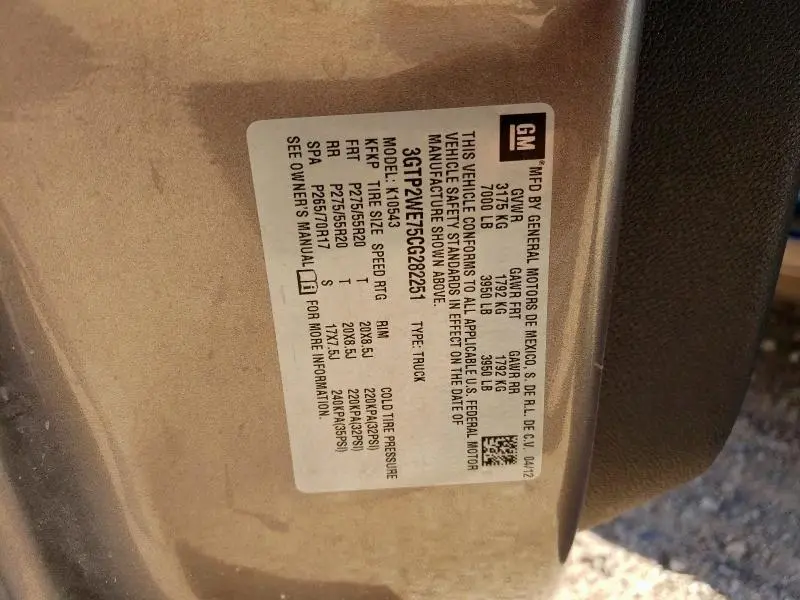 GM
®MFD BY GENERAL MOTORS DE MEXICO, S. DE R.L. DE C.V. 04/12
GVWR GAWR FRT GAWR RR
3175 KG 1792 KG 1792 KG
7000 LB 3950 LB 3950 LB
THIS VEHICLE CONFORMS TO ALL APPLICABLE U.S. FEDERAL MOTOR
VEHICLE SAFETY STANDARDS IN EFFECT ON THE DATE OF
MANUFACTURE SHOWN ABOVE.
3GTP2WE75CG282251 TYPE: TRUCK
MODEL: K10543
KFKP TIRE SIZE SPEED RTG RIM COLD TIRE PRESSURE
FRT P275/55R20 T 20X8.5J 220KPA(32PSI)
RR P275/55R20 T 20X8.5J 220KPA(32PSI)
SPA P265/70R17 S 17X7.5J 240KPA(35PSI)
SEE OWNER'S MANUAL i FOR MORE INFORMATION.